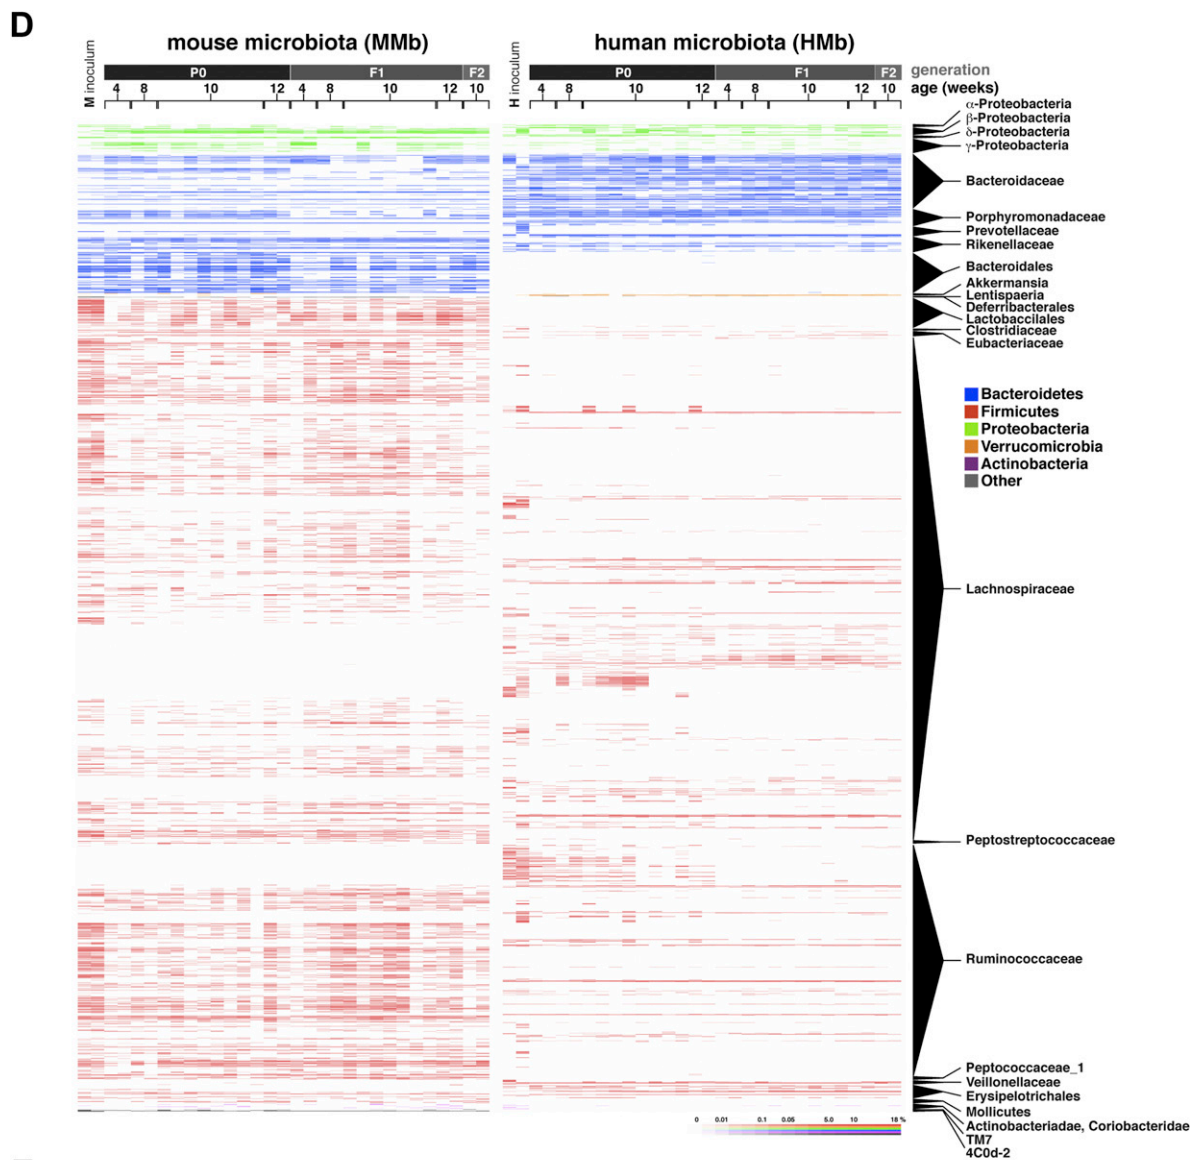 D
mouse microbiota (MMb)
human microbiota (HMb)
M inoculum
H inoculum
P0 F1 F2
P0 F1 F2
generation
4 8 10 12 4 8 10 12 10
4 8 10 12 4 8 10 12 10
age (weeks)
α-Proteobacteria
β-Proteobacteria
δ-Proteobacteria
γ-Proteobacteria
Bacteroidaceae
Porphyromonadaceae
Prevotellaceae
Rikenellaceae
Bacteroidales
Akkermansia
Lentispaeria
Deferribacterales
Lactobaccilales
Clostridiaceae
Eubacteriaceae
Bacteroidetes
Firmicutes
Proteobacteria
Verrucomicrobia
Actinobacteria
Other
Lachnospiraceae
Peptostreptococcaceae
Ruminococcaceae
Peptococcaceae_1
Veillonellaceae
Erysipelotrichales
Mollicutes
Actinobacteriadae, Coriobacteridae
TM7
4C0d-2
0 0.01 0.1 0.05 5.0 10 18 %